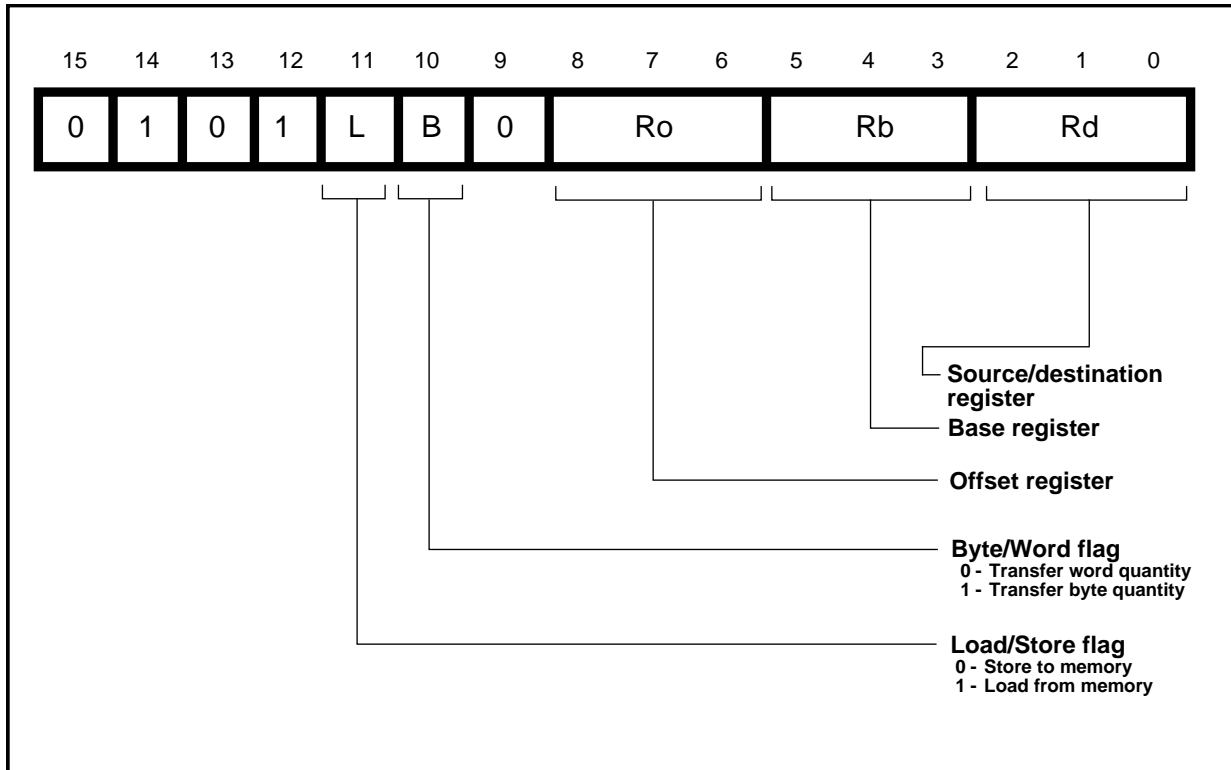 15 14 13 12 11 10 9 8 7 6 5 4 3 2 1 0
0 1 0 1 L B 0 Ro Rb Rd
Source/destination
register
Base register
Offset register
Byte/Word flag
0 - Transfer word quantity
1 - Transfer byte quantity
Load/Store flag
0 - Store to memory
1 - Load from memory